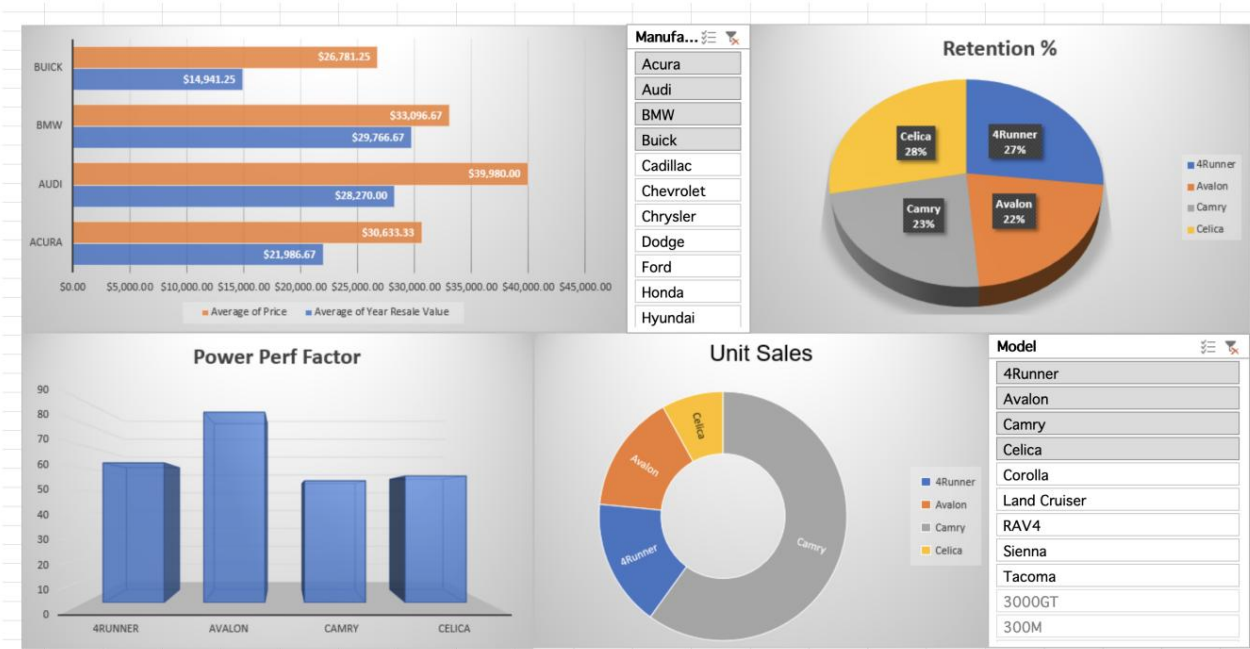 BUICK
$26,781.25
$14,941.25
BMW
$33,096.67
$29,766.67
AUDI
$39,980.00
$28,270.00
ACURA
$30,633.33
$21,986.67
$0.00 $5,000.00 $10,000.00 $15,000.00 $20,000.00 $25,000.00 $30,000.00 $35,000.00 $40,000.00 $45,000.00
Average of Price Average of Year Resale Value
Manufa...
Acura
Audi
BMW
Buick
Cadillac
Chevrolet
Chrysler
Dodge
Ford
Honda
Hyundai
Retention %
Celica
28%
4Runner
27%
Camry
23%
Avalon
22%
4Runner
Avalon
Camry
Celica
Power Perf Factor
90
80
70
60
50
40
30
20
10
0
4RUNNER AVALON CAMRY CELICA
Unit Sales
Celica
Avalon
4Runner
Camry
4Runner
Avalon
Camry
Celica
Model
4Runner
Avalon
Camry
Celica
Corolla
Land Cruiser
RAV4
Sienna
Tacoma
3000GT
300M